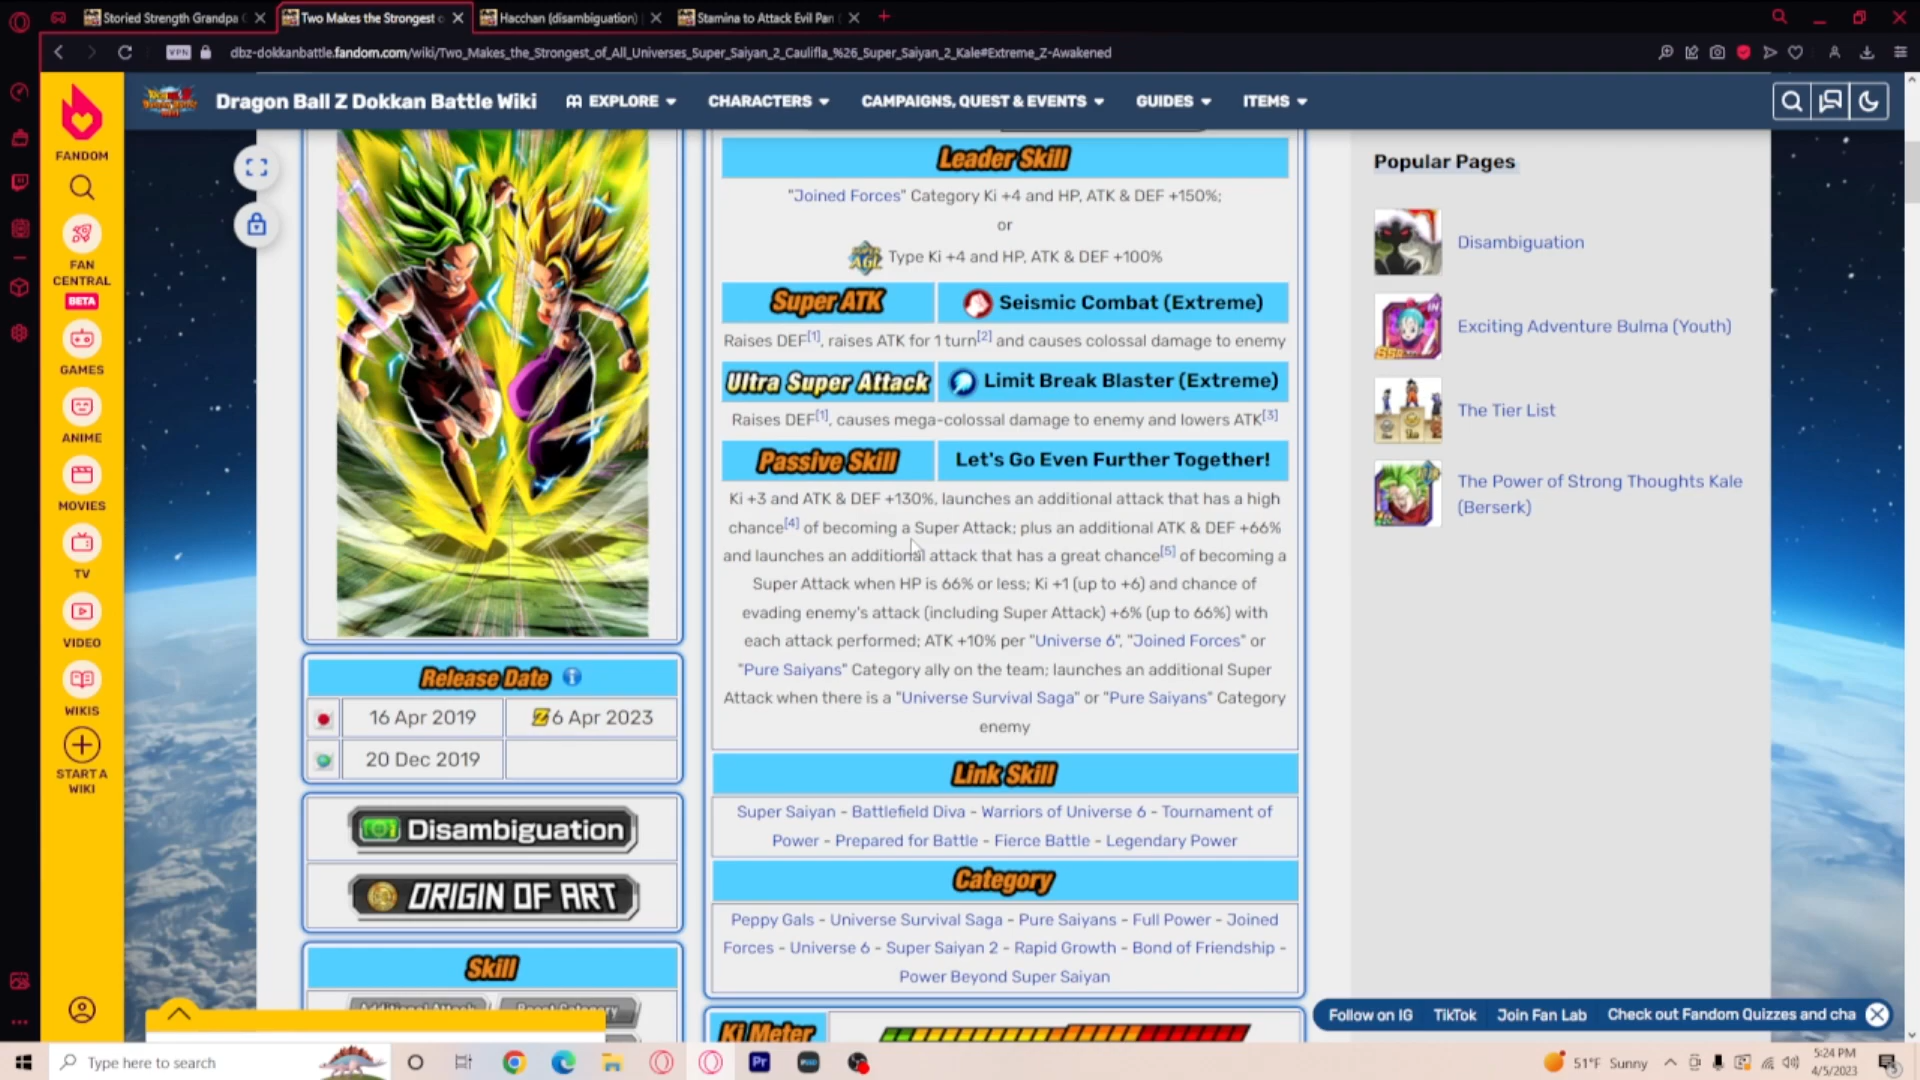 Storied Strength Grandpa
Two Makes the Strongest
Hacchan (disambiguation)
Stamina to Attack Evil Pan
VPN
dbz-dokkanbattle.fandom.com/wiki/Two_Makes_the_Strongest_of_All_Universes_Super_Saiyan_2_Caulifla_%26_Super_Saiyan_2_Kale#Extreme_Z-Awakened
Dragon Ball Z Dokkan Battle Wiki
EXPLORE
CHARACTERS
CAMPAIGNS, QUEST & EVENTS
GUIDES
ITEMS
FANDOM
FAN
CENTRAL
BETA
GAMES
ANIME
MOVIES
TV
VIDEO
WIKIS
START A
WIKI
Release Date
16 Apr 2019
6 Apr 2023
20 Dec 2019
Disambiguation
ORIGIN OF ART
Skill
Additional Attack
Boost Category
Leader Skill
"Joined Forces" Category Ki +4 and HP, ATK & DEF +150%;
or
SUPER AGL Type Ki +4 and HP, ATK & DEF +100%
Super ATK
Seismic Combat (Extreme)
Raises DEF[1], raises ATK for 1 turn[2] and causes colossal damage to enemy
Ultra Super Attack
Limit Break Blaster (Extreme)
Raises DEF[1], causes mega-colossal damage to enemy and lowers ATK[3]
Passive Skill
Let's Go Even Further Together!
Ki +3 and ATK & DEF +130%, launches an additional attack that has a high
chance[4] of becoming a Super Attack; plus an additional ATK & DEF +66%
and launches an additional attack that has a great chance[5] of becoming a
Super Attack when HP is 66% or less; Ki +1 (up to +6) and chance of
evading enemy's attack (including Super Attack) +6% (up to 66%) with
each attack performed; ATK +10% per "Universe 6", "Joined Forces" or
"Pure Saiyans" Category ally on the team; launches an additional Super
Attack when there is a "Universe Survival Saga" or "Pure Saiyans" Category
enemy
Link Skill
Super Saiyan - Battlefield Diva - Warriors of Universe 6 - Tournament of
Power - Prepared for Battle - Fierce Battle - Legendary Power
Category
Peppy Gals - Universe Survival Saga - Pure Saiyans - Full Power - Joined
Forces - Universe 6 - Super Saiyan 2 - Rapid Growth - Bond of Friendship -
Power Beyond Super Saiyan
Ki Meter
Popular Pages
Disambiguation
Exciting Adventure Bulma (Youth)
The Tier List
The Power of Strong Thoughts Kale
(Berserk)
Follow on IG
TikTok
Join Fan Lab
Check out Fandom Quizzes and cha
Type here to search
Pr
51°F Sunny
5:24 PM
4/5/2023